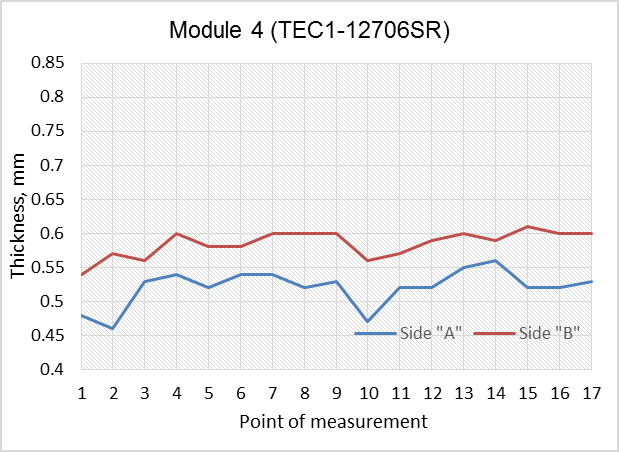 Module 4 (TEC1-12706SR)
Thickness, mm
0.85
0.8
0.75
0.7
0.65
0.6
0.55
0.5
0.45
0.4
Side "A" Side "B"
1 2 3 4 5 6 7 8 9 10 11 12 13 14 15 16 17
Point of measurement